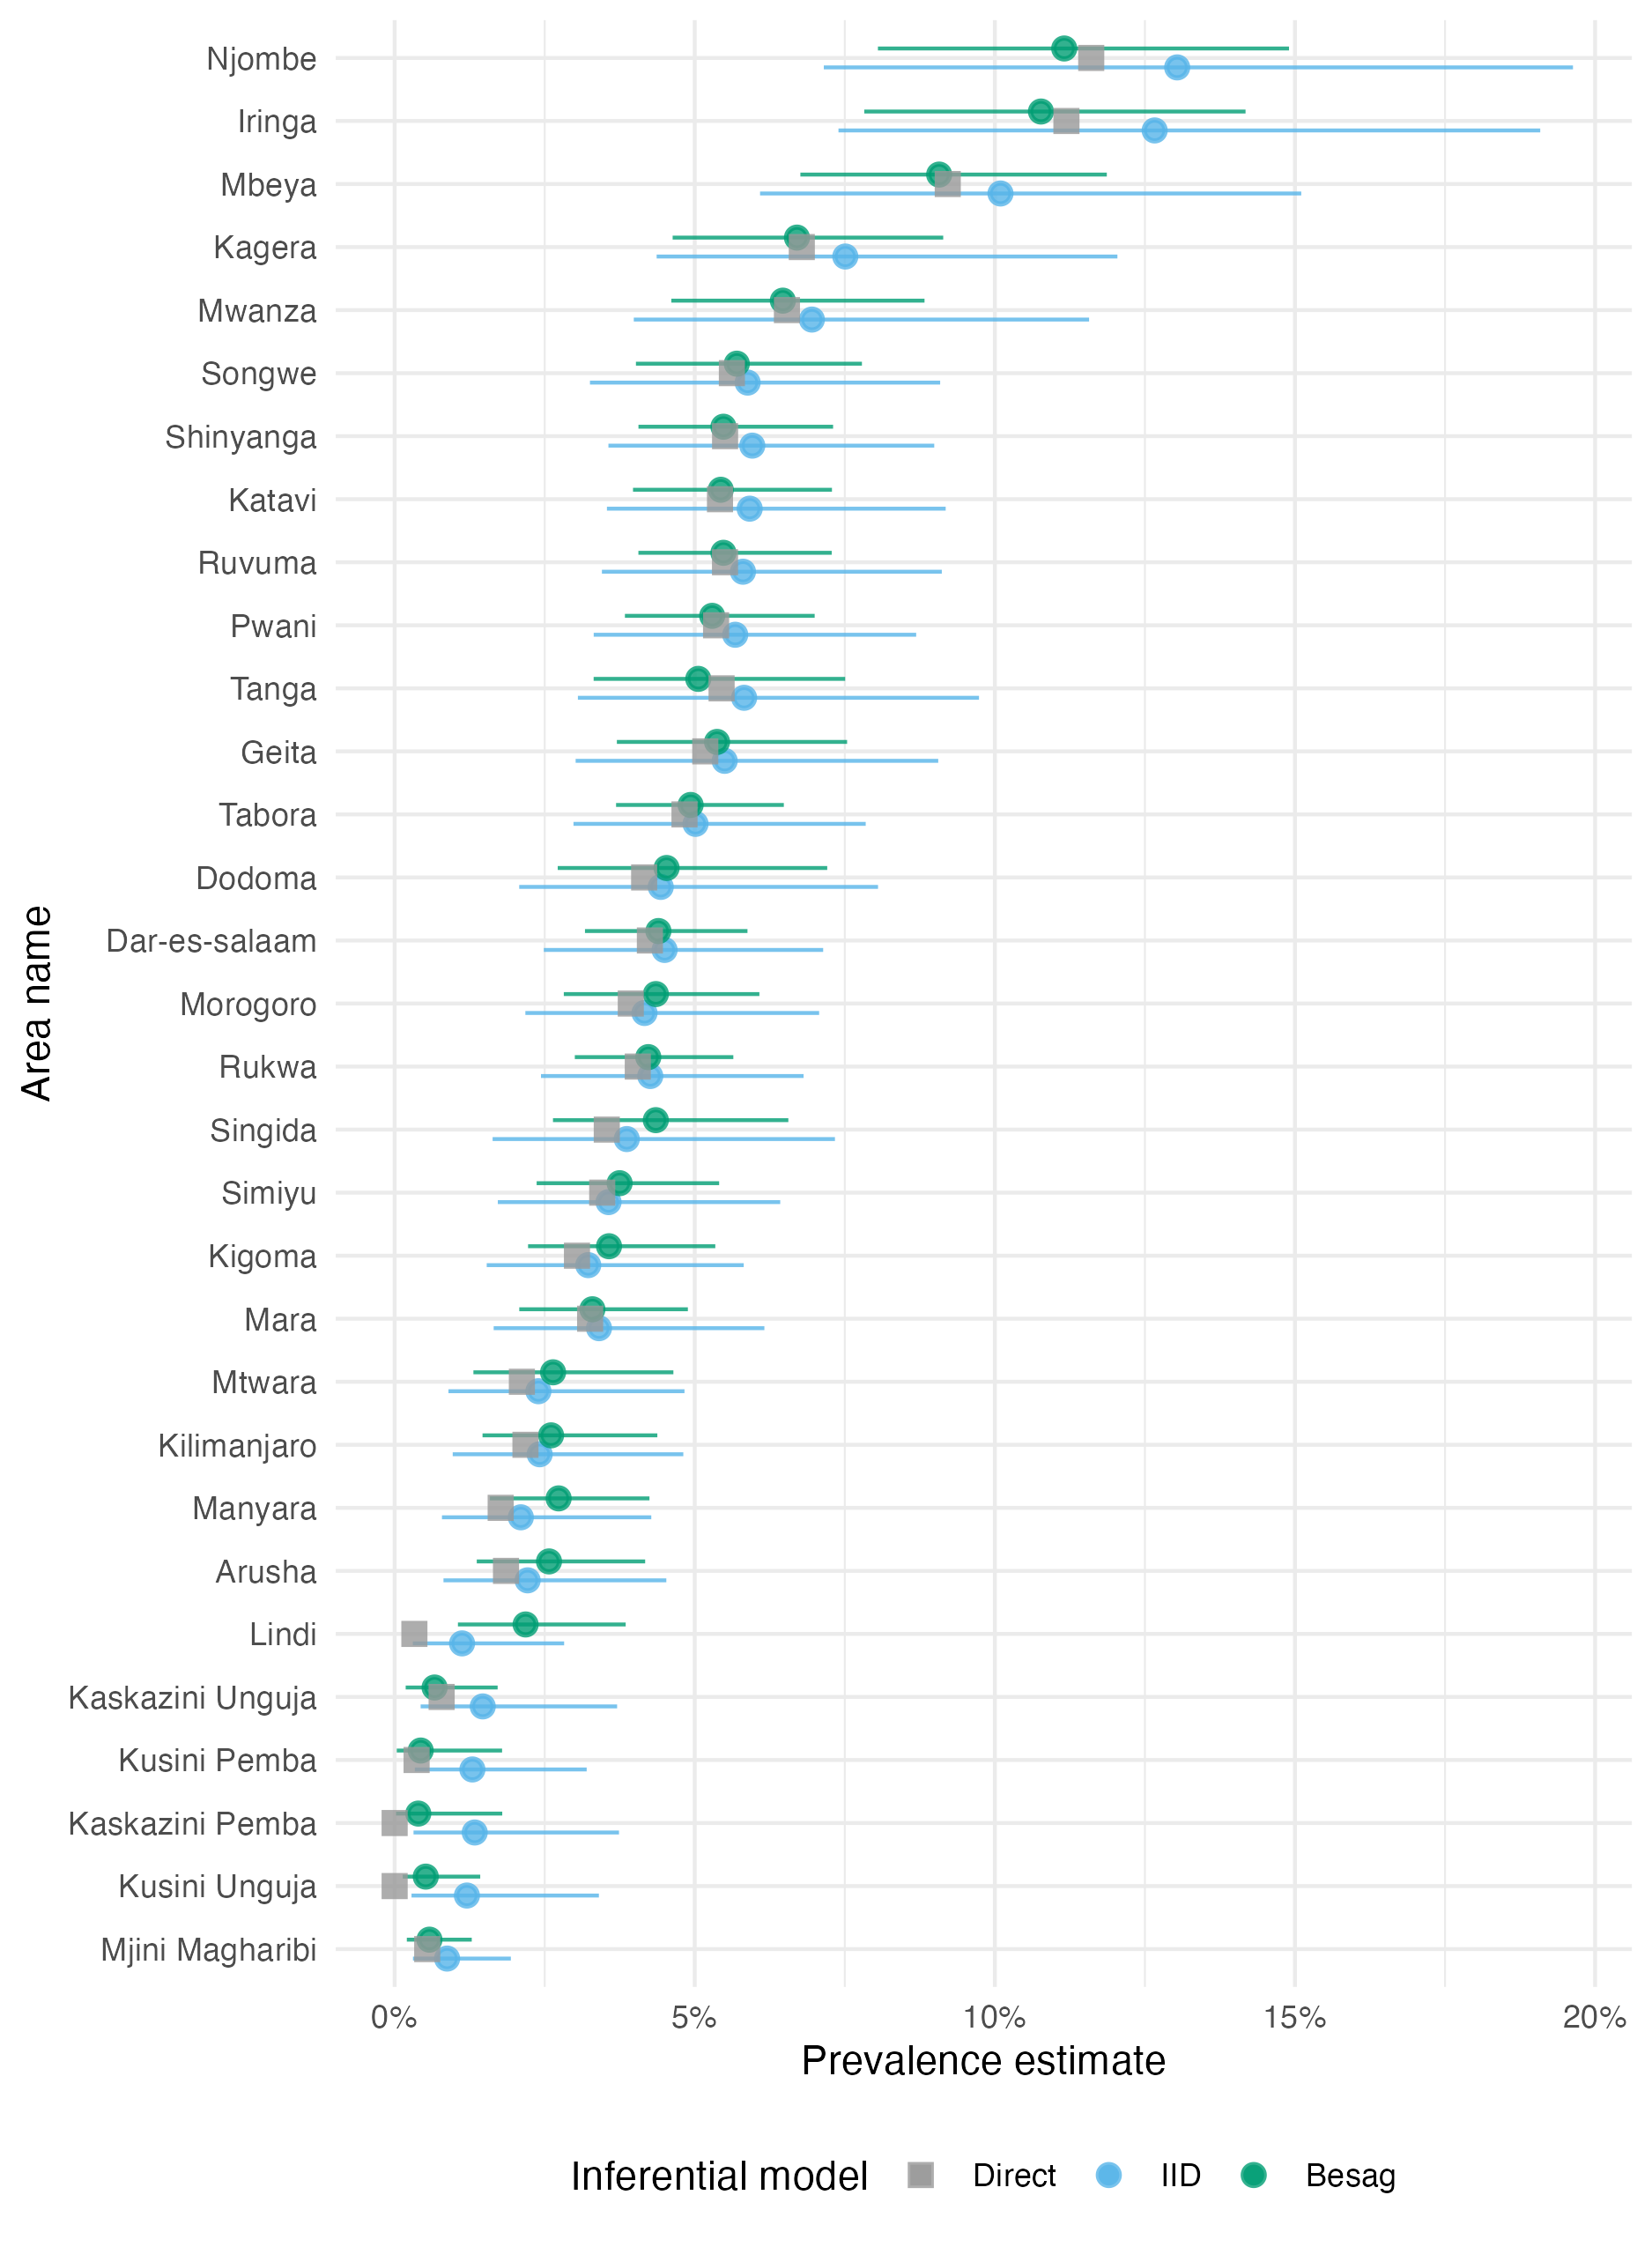 Njombe
Iringa
Mbeya
Kagera
Mwanza
Songwe
Shinyanga
Katavi
Ruvuma
Pwani
Tanga
Geita
Tabora
Dodoma
Dar-es-salaam
Morogoro
Rukwa
Singida
Simiyu
Kigoma
Mara
Mtwara
Kilimanjaro
Manyara
Arusha
Lindi
Kaskazini Unguja
Kusini Pemba
Kaskazini Pemba
Kusini Unguja
Mjini Magharibi
Area name
0% 5% 10% 15% 20%
Prevalence estimate
Inferential model Direct IID Besag